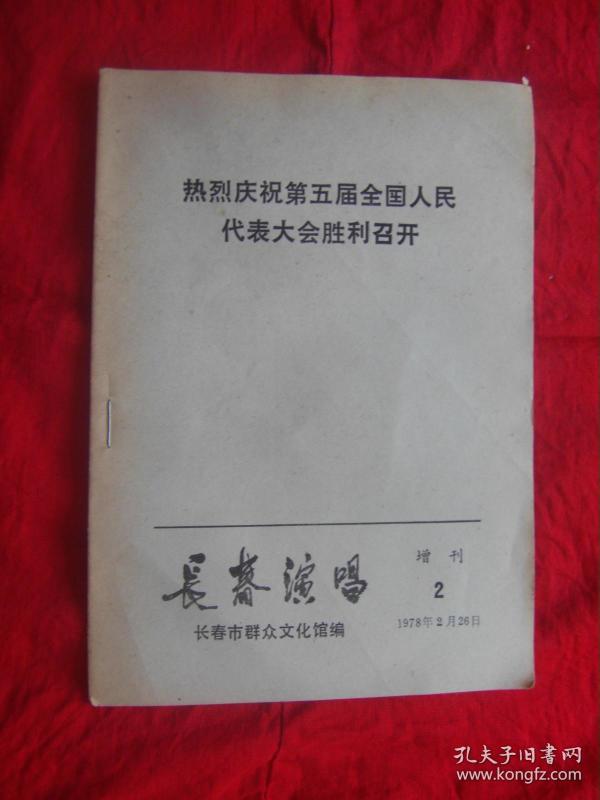 热烈庆祝第五届全国人民
代表大会胜利召开
長春演唱
长春市群众文化馆编
增刊
2
1978年2月26日
孔夫子旧书网
www.kongfz.com